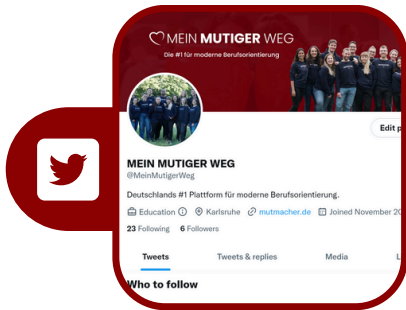 MEIN MUTIGER WEG
Die #1 für moderne Berufsorientierung
Edit p
MEIN MUTIGER WEG
@MeinMutigerWeg
Deutschlands #1 Plattform für moderne Berufsorientierung.
Education Karlsruhe mutmacher.de Joined November 20
23 Following 6 Followers
Tweets Tweets & replies Media L
Who to follow